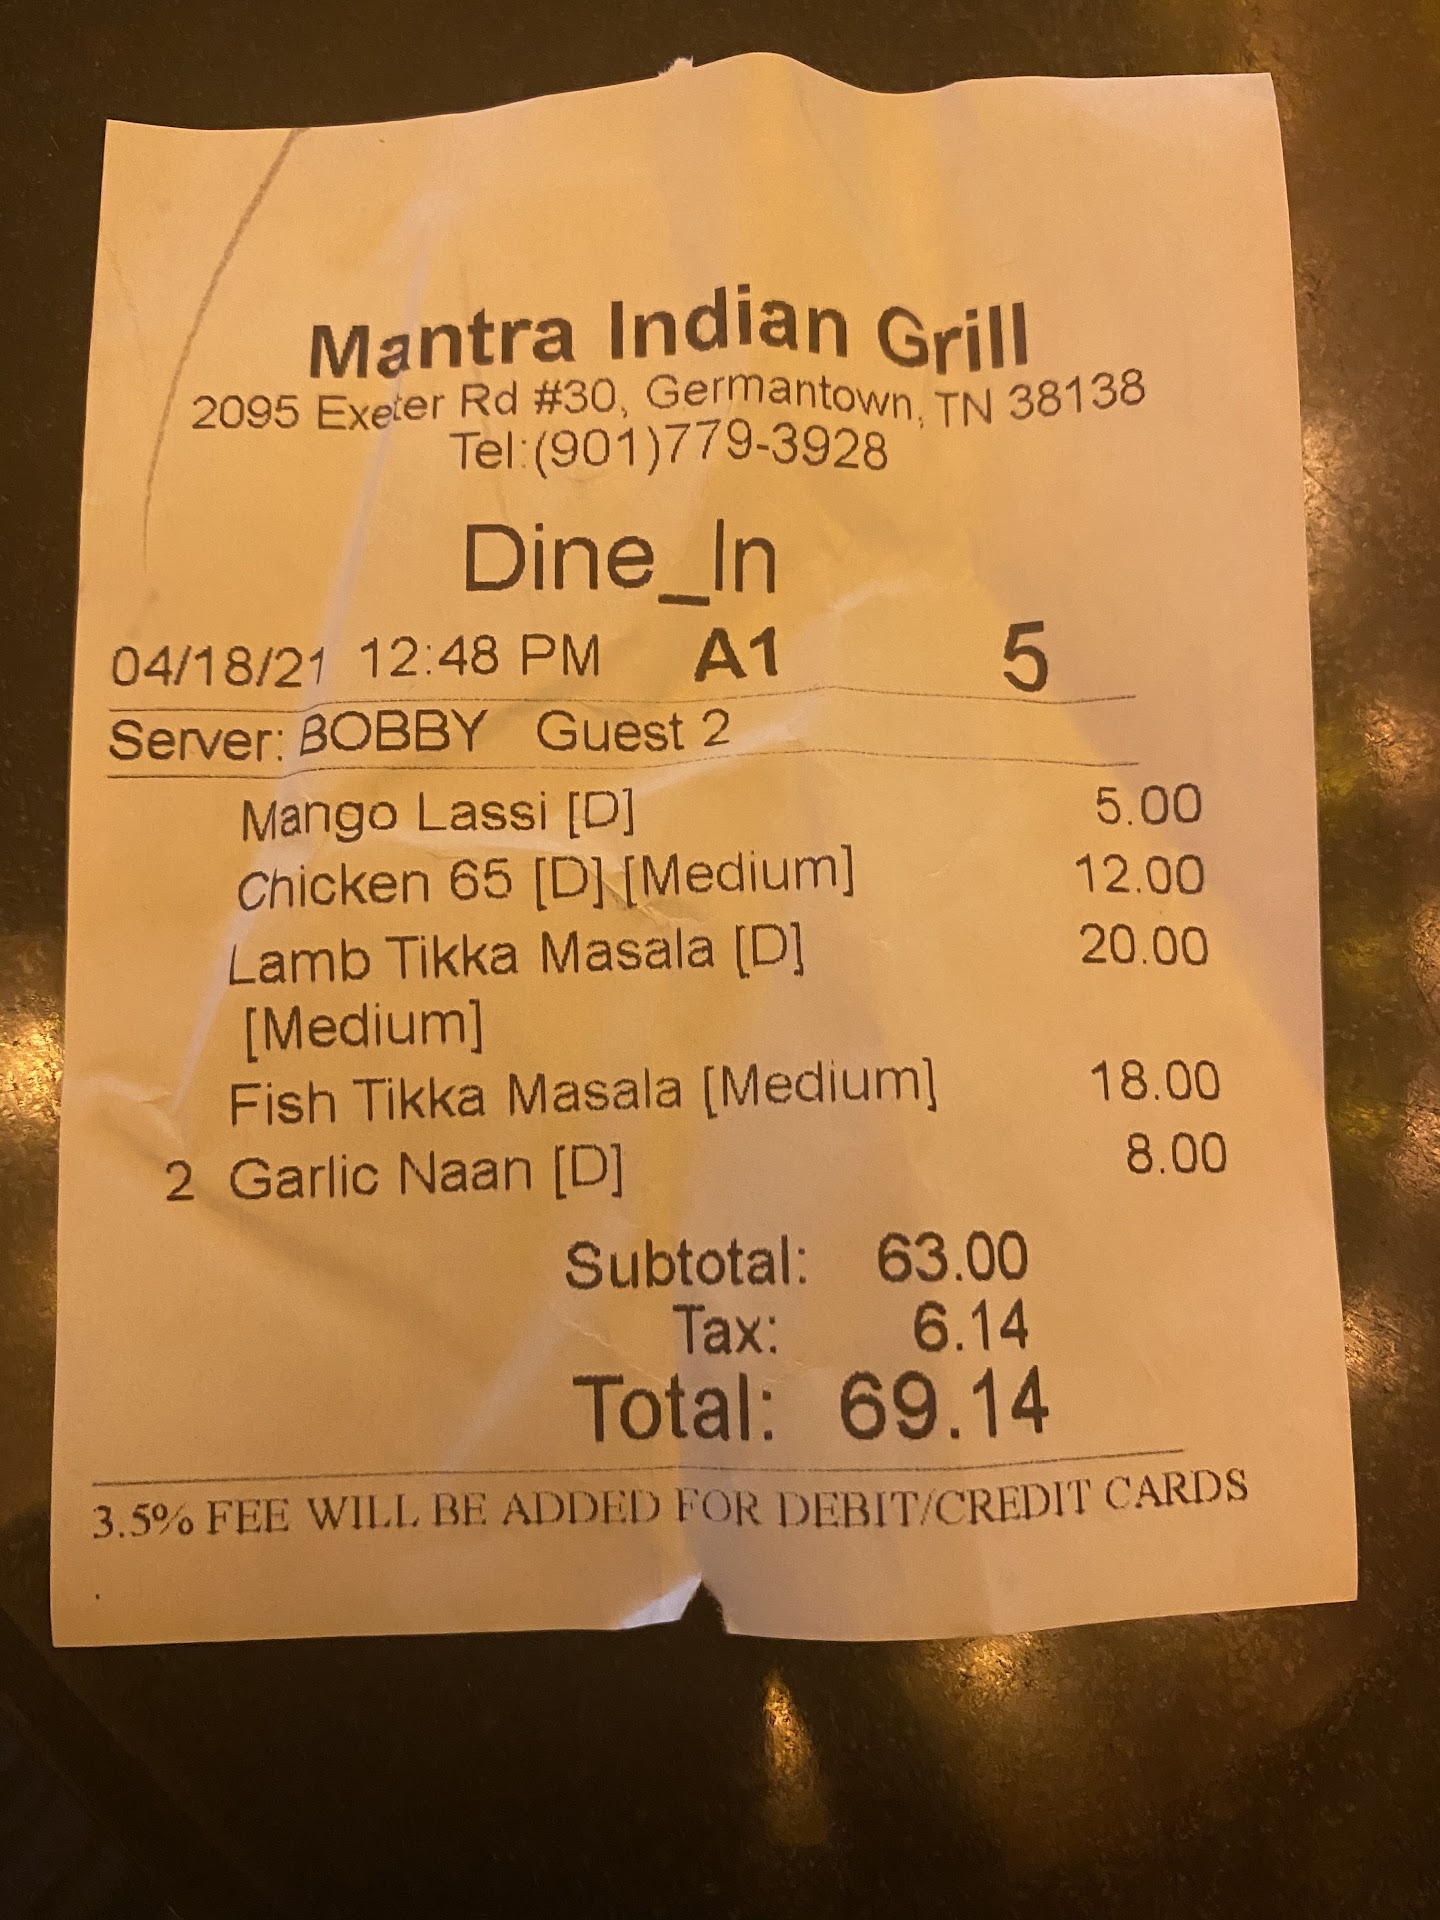 Mantra Indian Grill
2095 Exeter Rd #30, Germantown, TN 38138
Tel:(901)779-3928
Dine_In
04/18/21 12:48 PM A1 5
Server: BOBBY Guest 2
Mango Lassi [D] 5.00
Chicken 65 [D] [Medium] 12.00
Lamb Tikka Masala [D] 20.00
[Medium]
Fish Tikka Masala [Medium] 18.00
2 Garlic Naan [D] 8.00
Subtotal: 63.00
Tax: 6.14
Total: 69.14
3.5% FEE WILL BE ADDED FOR DEBIT/CREDIT CARDS